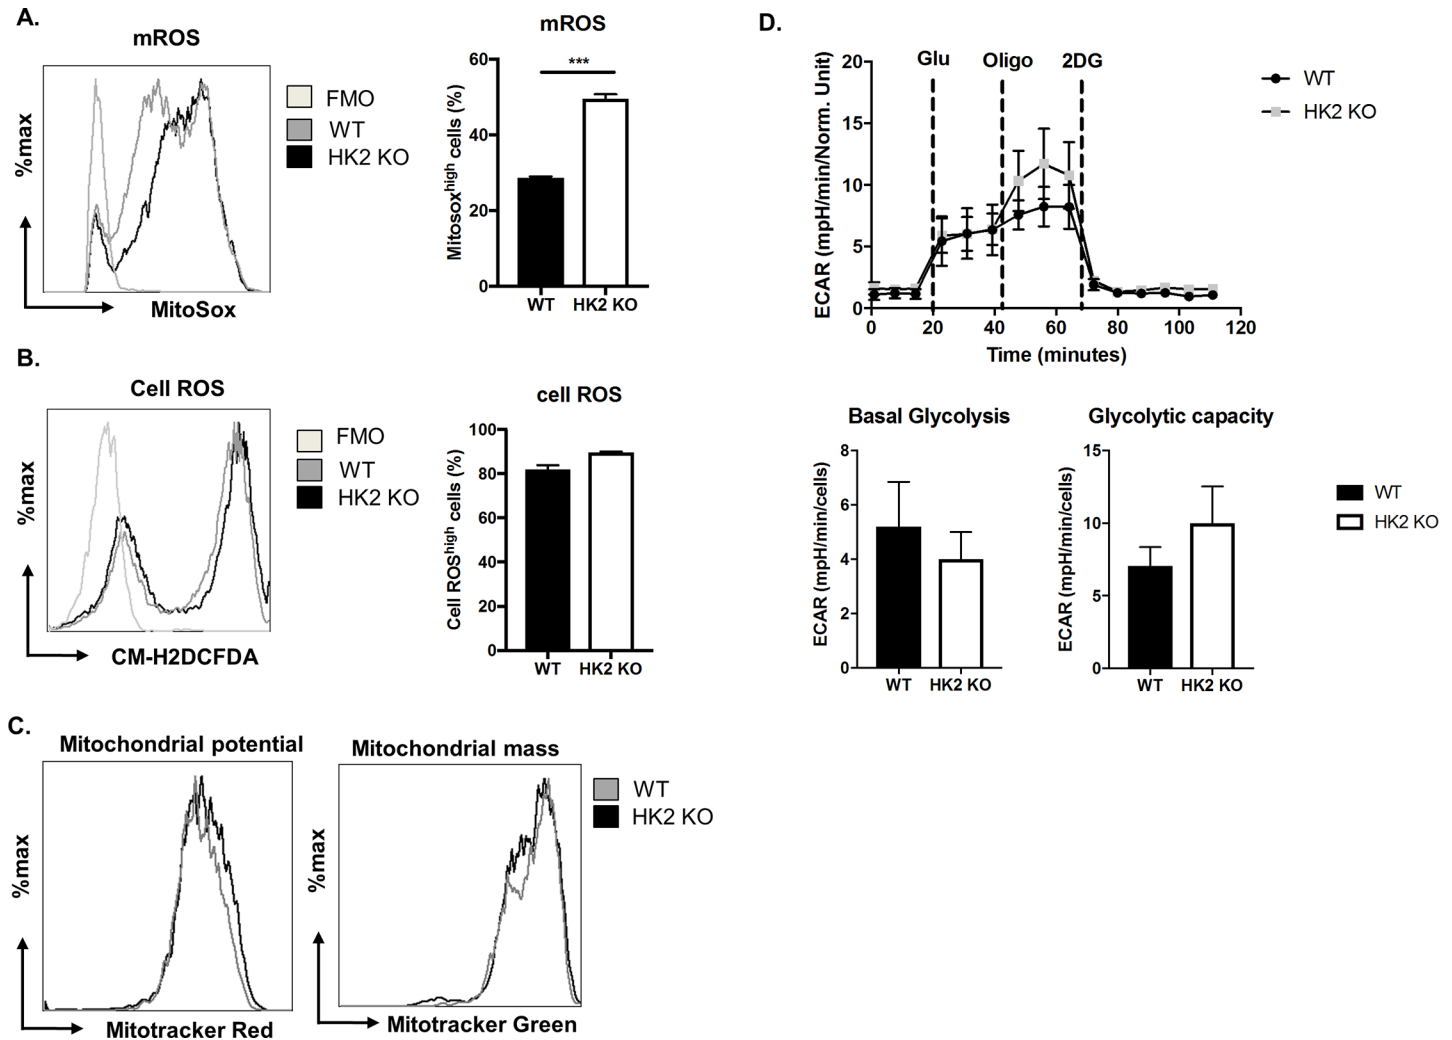 A.
mROS
%max
MitoSox
FMO
WT
HK2 KO
mROS
Mitosoxhigh cells (%)
60
40
20
0
***
WT HK2 KO
B.
Cell ROS
%max
CM-H2DCFDA
FMO
WT
HK2 KO
cell ROS
Cell ROShigh cells (%)
100
80
60
40
20
0
WT HK2 KO
C.
Mitochondrial potential
%max
Mitotracker Red
Mitochondrial mass
%max
Mitotracker Green
WT
HK2 KO
D.
Glu Oligo 2DG
ECAR (mpH/min/Norm. Unit)
20
15
10
5
0
0 20 40 60 80 100 120
Time (minutes)
WT
HK2 KO
Basal Glycolysis
ECAR (mpH/min/cells)
8
6
4
2
0
WT HK2 KO
Glycolytic capacity
ECAR (mpH/min/cells)
15
10
5
0
WT HK2 KO
WT
HK2 KO